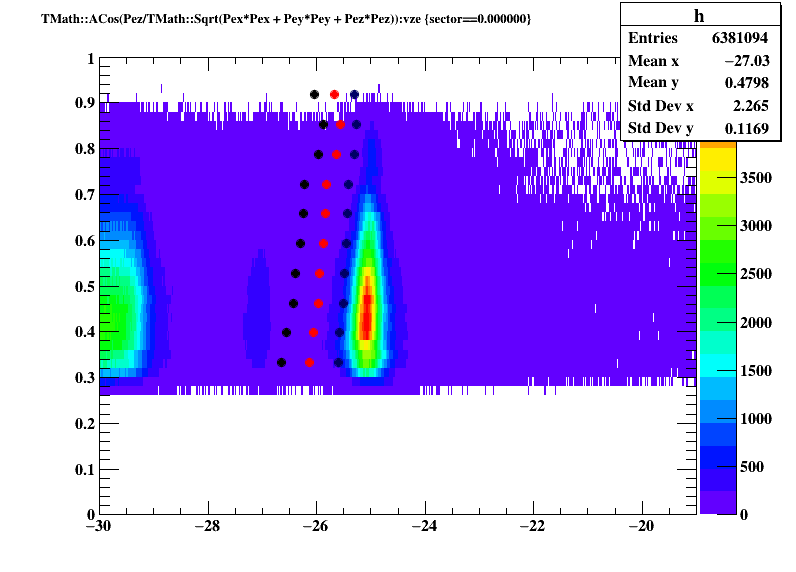 TMath::ACos(Pez/TMath::Sqrt(Pex*Pex + Pey*Pey + Pez*Pez)):vze {sector==0.000000}
h
Entries 6381094
Mean x −27.03
Mean y 0.4798
Std Dev x 2.265
Std Dev y 0.1169
1
0.9
0.8
0.7
0.6
0.5
0.4
0.3
0.2
0.1
0
−30 −28 −26 −24 −22 −20
3500
3000
2500
2000
1500
1000
500
0